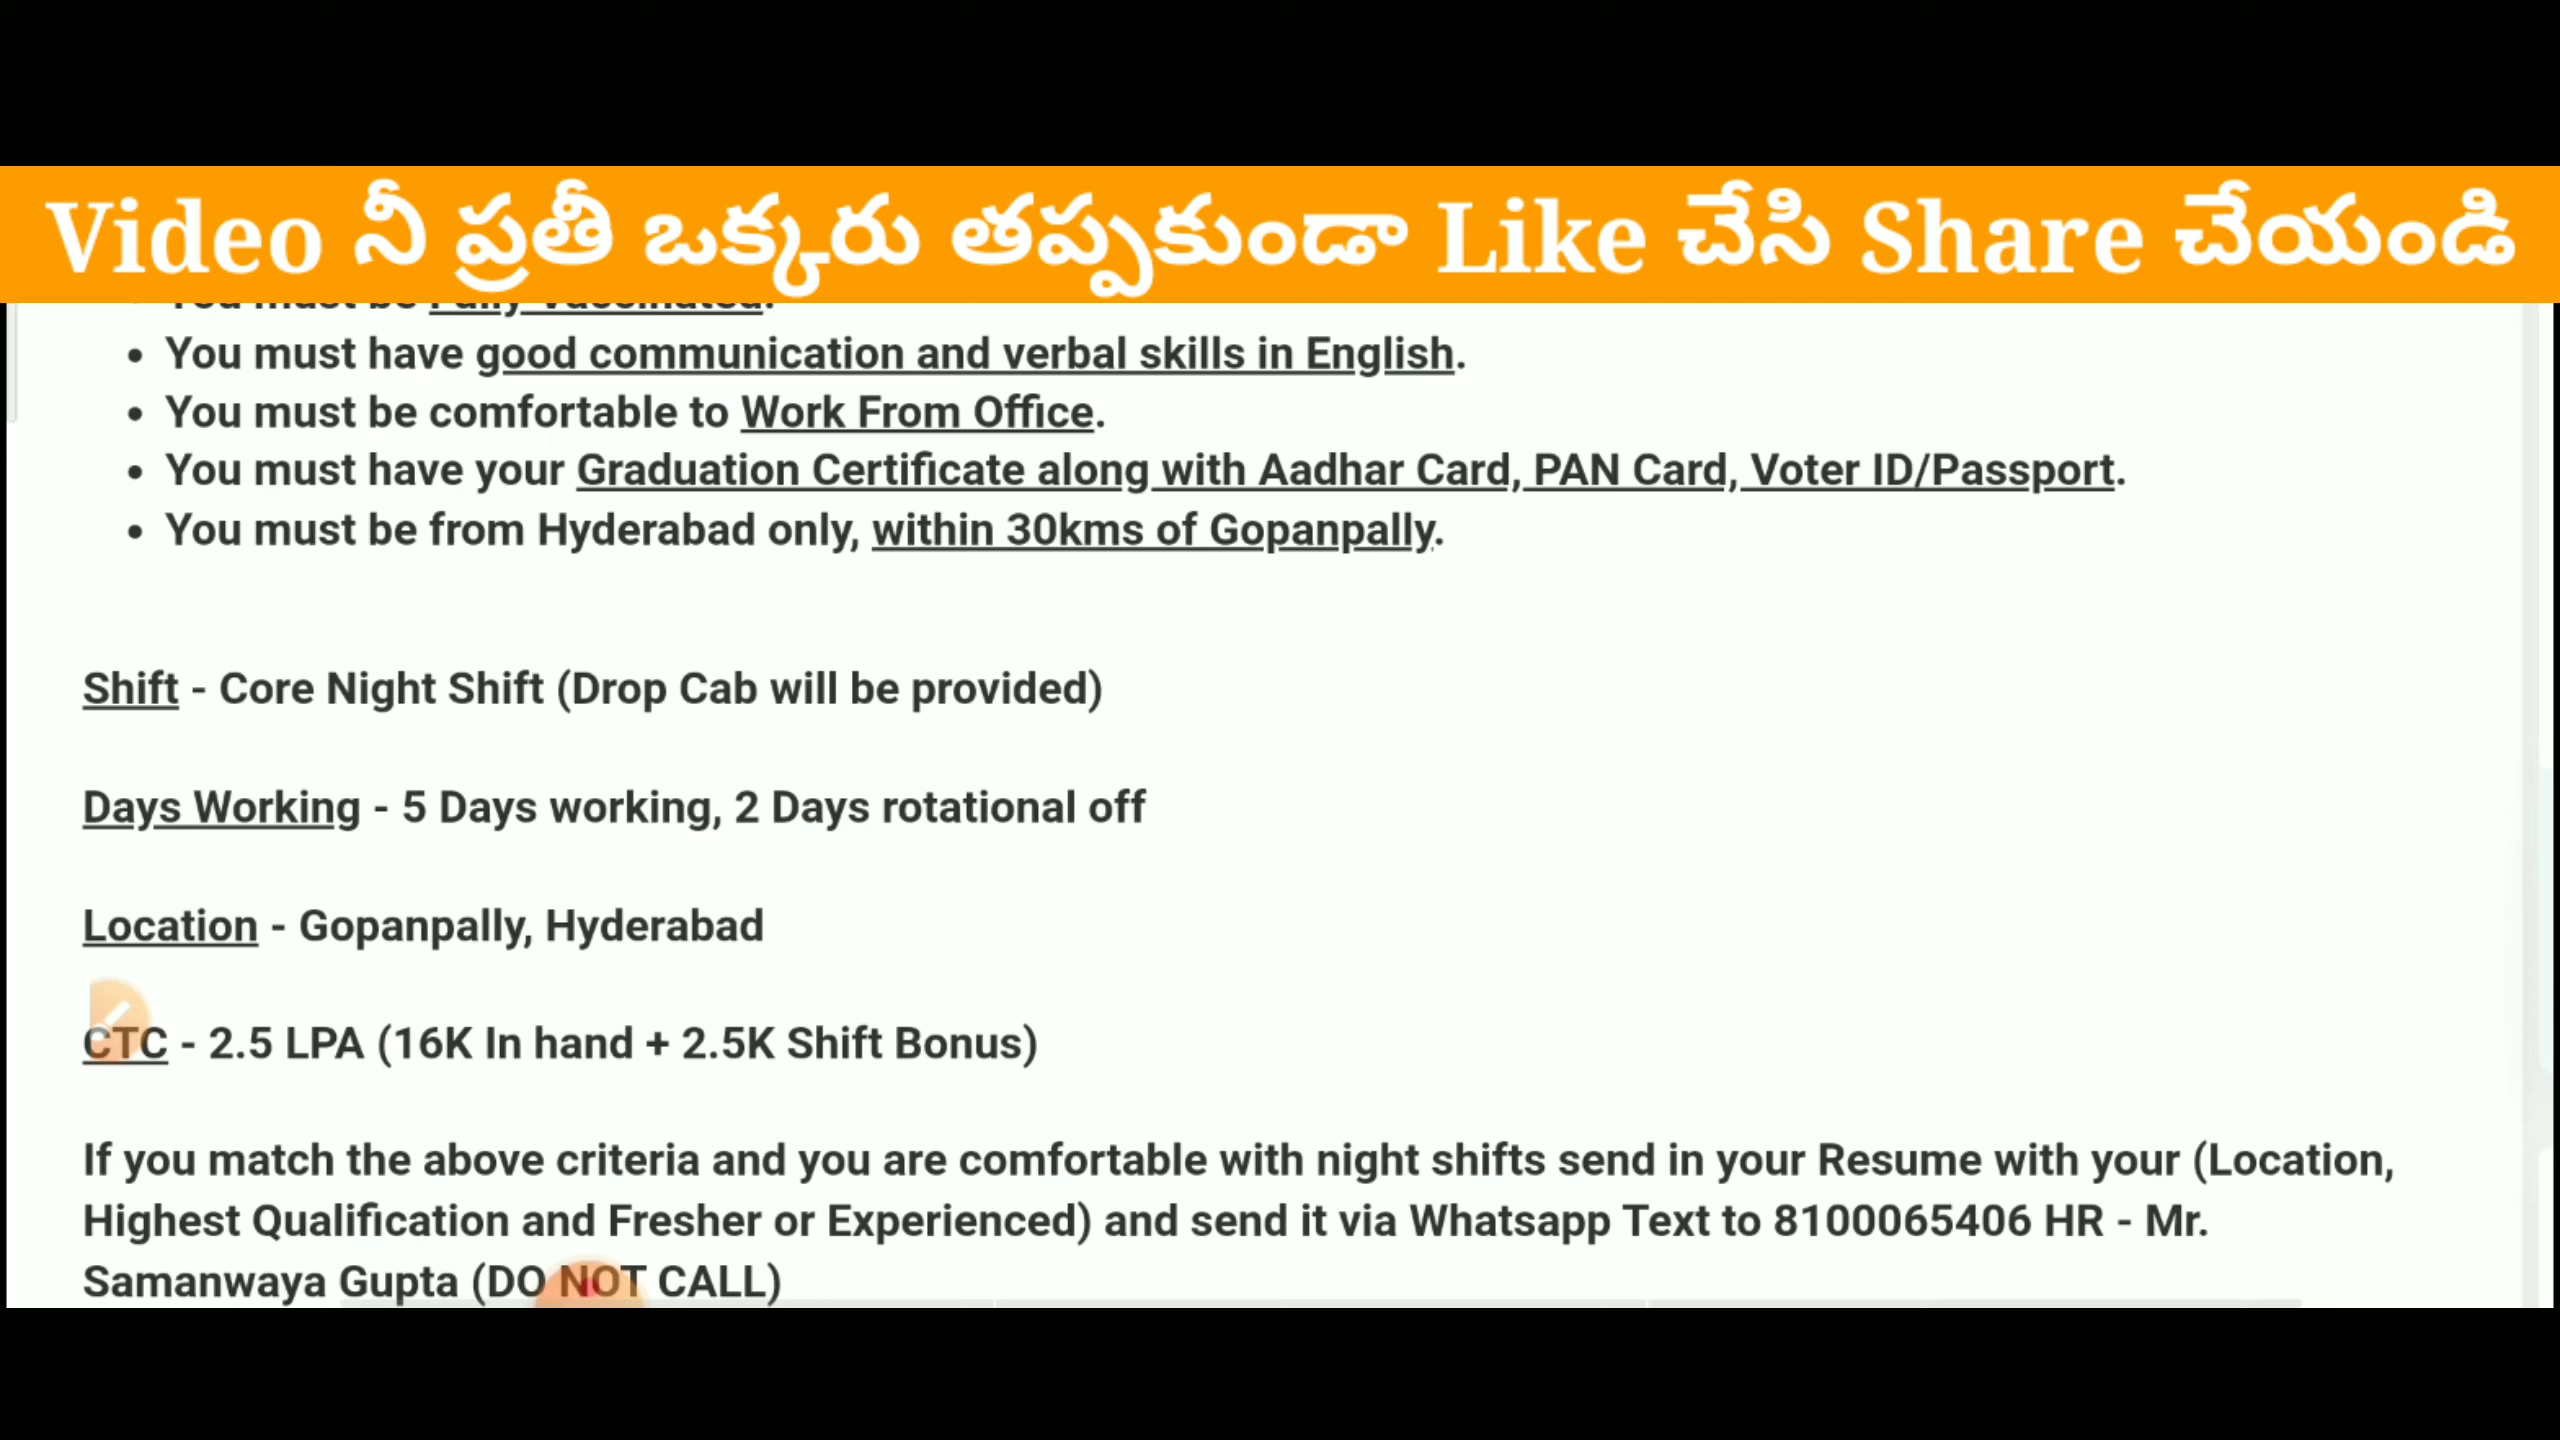 Video నీ ప్రతీ ఒక్కరు తప్పకుండా Like చేసి Share చేయండి
You must be Fully Vaccinated.
• You must have good communication and verbal skills in English.
• You must be comfortable to Work From Office.
• You must have your Graduation Certificate along with Aadhar Card, PAN Card, Voter ID/Passport.
• You must be from Hyderabad only, within 30kms of Gopanpally.
Shift - Core Night Shift (Drop Cab will be provided)
Days Working - 5 Days working, 2 Days rotational off
Location - Gopanpally, Hyderabad
CTC - 2.5 LPA (16K In hand + 2.5K Shift Bonus)
If you match the above criteria and you are comfortable with night shifts send in your Resume with your (Location,
Highest Qualification and Fresher or Experienced) and send it via Whatsapp Text to 8100065406 HR - Mr.
Samanwaya Gupta (DO NOT CALL)